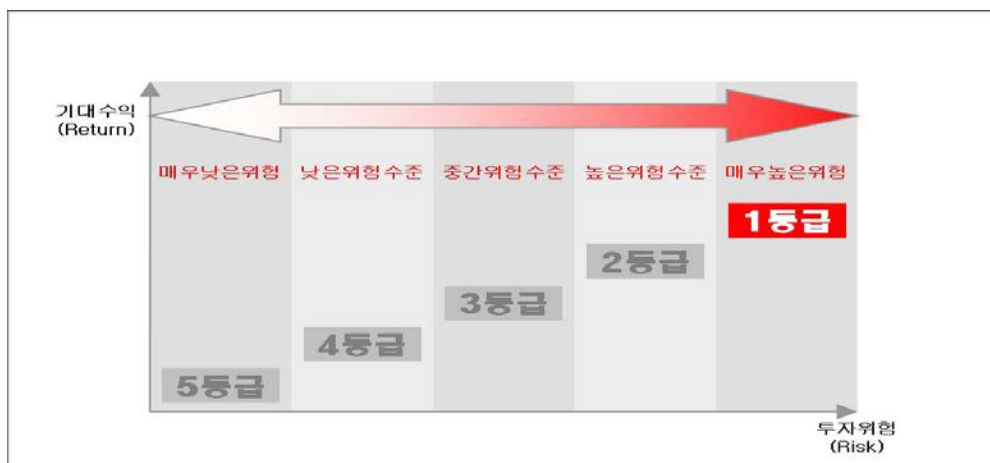 기대수익
(Return)
매우낮은위험 낮은위험수준 중간위험수준 높은위험수준 매우높은위험
1등급
2등급
3등급
4등급
5등급
투자위험
(Risk)